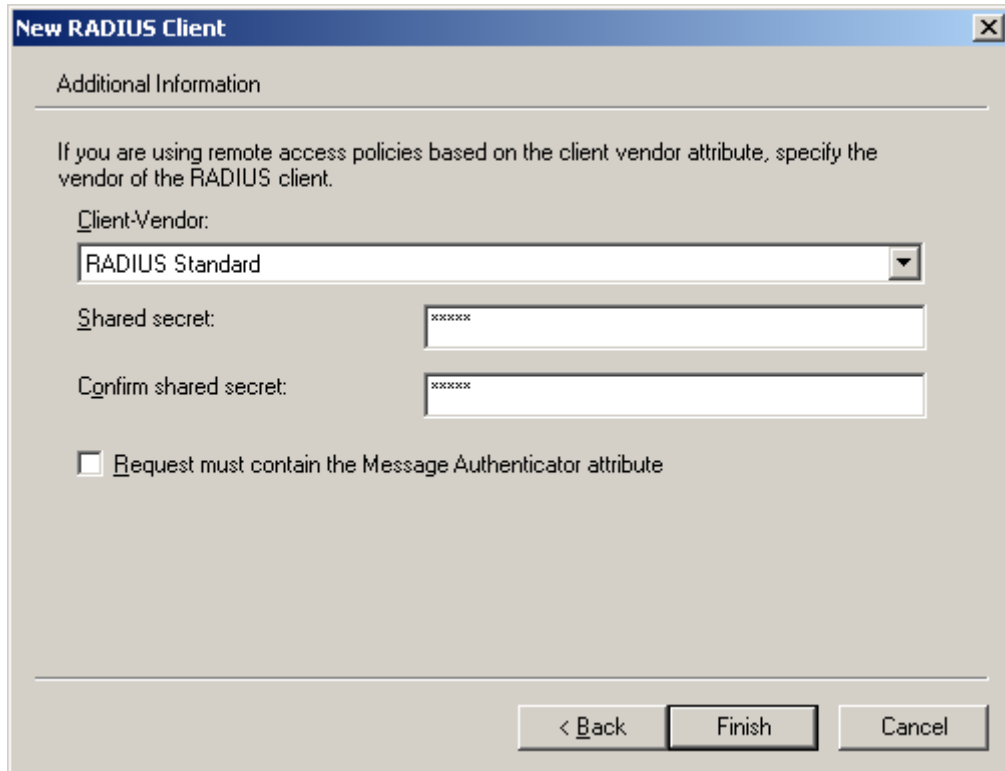 New RADIUS Client
Additional Information
If you are using remote access policies based on the client vendor attribute, specify the
vendor of the RADIUS client.
Client-Vendor:
RADIUS Standard
Shared secret:
xxxxx
Confirm shared secret:
xxxxx
Request must contain the Message Authenticator attribute
< Back
Finish
Cancel